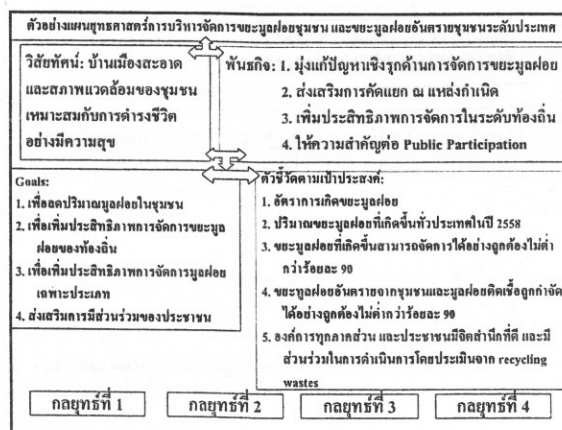 ตัวอย่างแผนยุทธศาสตร์การบริหารจัดการขยะมูลฝอยชุมชน และขยะมูลฝอยอันตรายชุมชนระดับประเทศ
วิสัยทัศน์: บ้านเมืองสะอาด
และสภาพแวดล้อมของชุมชน
เหมาะสมกับการดำรงชีวิต
อย่างมีความสุข
พันธกิจ: 1. มุ่งแก้ปัญหาเชิงรุกด้านการจัดการขยะมูลฝอย
2. ส่งเสริมการคัดแยก ณ แหล่งกำเนิด
3. เพิ่มประสิทธิภาพการจัดการในระดับท้องถิ่น
4. ให้ความสำคัญต่อ Public Participation
Goals:
1. เพื่อลดปริมาณมูลฝอยในชุมชน
2. เพื่อเพิ่มประสิทธิภาพการจัดการขยะมูล
ฝอยของท้องถิ่น
3. เพื่อเพิ่มประสิทธิภาพการจัดการมูลฝอย
เฉพาะประเภท
4. ส่งเสริมการมีส่วนร่วมของประชาชน
ตัวชี้วัดตามเป้าประสงค์:
1. อัตราการเกิดขยะมูลฝอย
2. ปริมาณขยะมูลฝอยที่เกิดขึ้นทั่วประเทศในปี 2558
3. ขยะมูลฝอยที่เกิดขึ้นสามารถจัดการได้อย่างถูกต้องไม่ต่ำ
กว่าร้อยละ 90
4. ขยะทูลฝอยอันตรายจากชุมชนและมูลฝอยติดเชื้อถูกกำจัด
ได้อย่างถูกต้องไม่ต่ำกว่าร้อยละ 90
5. องค์การทุกภาคส่วน และประชาชนมีจิตสำนึกที่ดี และมี
ส่วนร่วมในการดำเนินการโดยประเมินจาก recycling
wastes
กลยุทธ์ที่ 1
กลยุทธ์ที่ 2
กลยุทธ์ที่ 3
กลยุทธ์ที่ 4